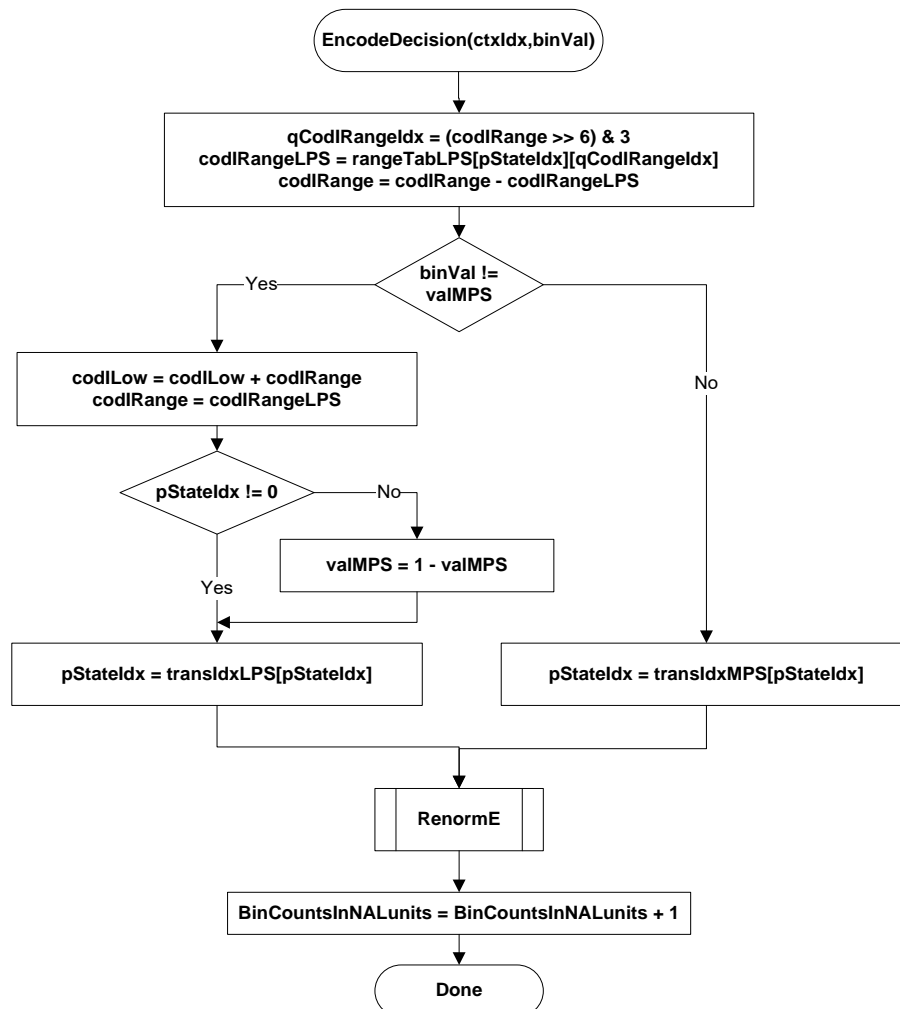 EncodeDecision(ctxIdx,binVal)
qCodIRangeIdx = (codIRange >> 6) & 3
codIRangeLPS = rangeTabLPS[pStateIdx][qCodIRangeIdx]
codIRange = codIRange - codIRangeLPS
binVal !=
valMPS
Yes
No
codILow = codILow + codIRange
codIRange = codIRangeLPS
pStateIdx != 0
No
valMPS = 1 - valMPS
Yes
pStateIdx = transIdxLPS[pStateIdx]
pStateIdx = transIdxMPS[pStateIdx]
RenormE
BinCountsInNALunits = BinCountsInNALunits + 1
Done